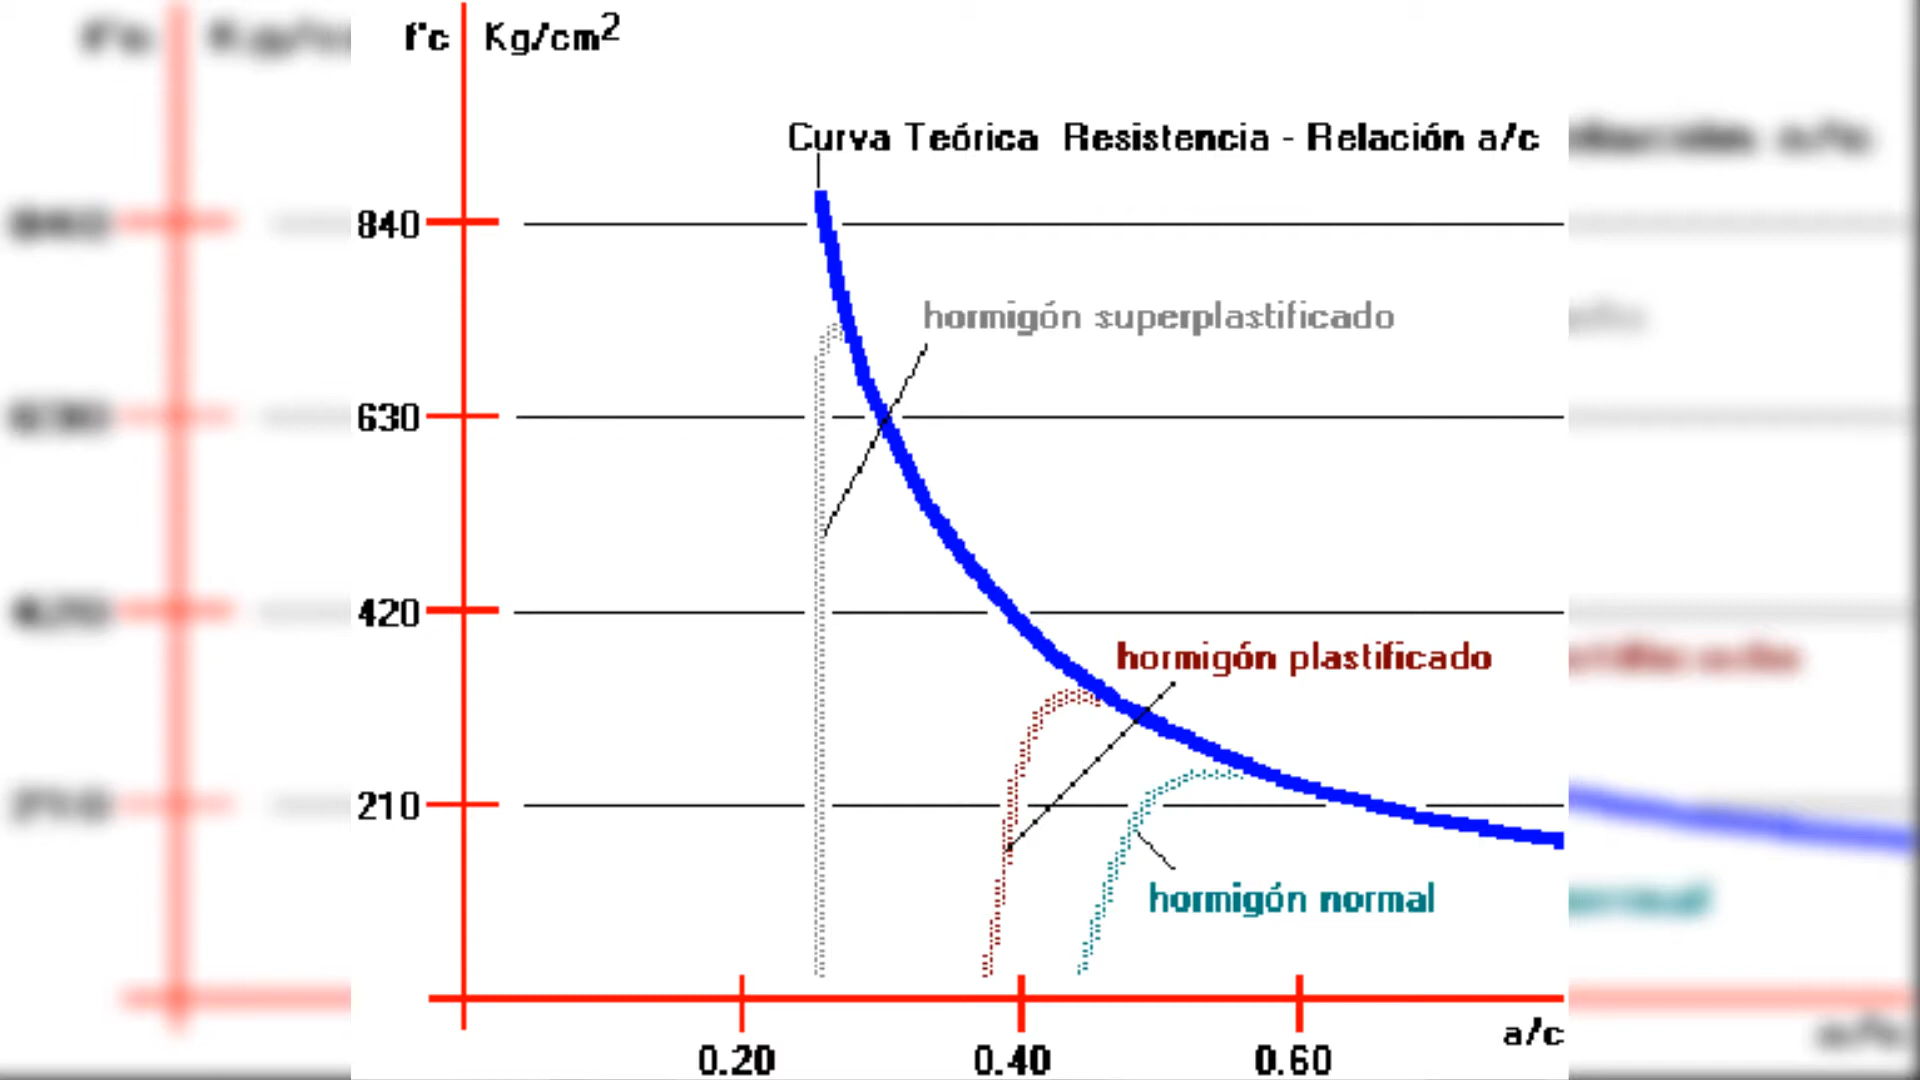 f'c Kg/cm²
Curva Teórica Resistencia - Relación a/c
840
hormigón superplastificado
630
420
hormigón plastificado
210
hormigón normal
a/c
0.20 0.40 0.60